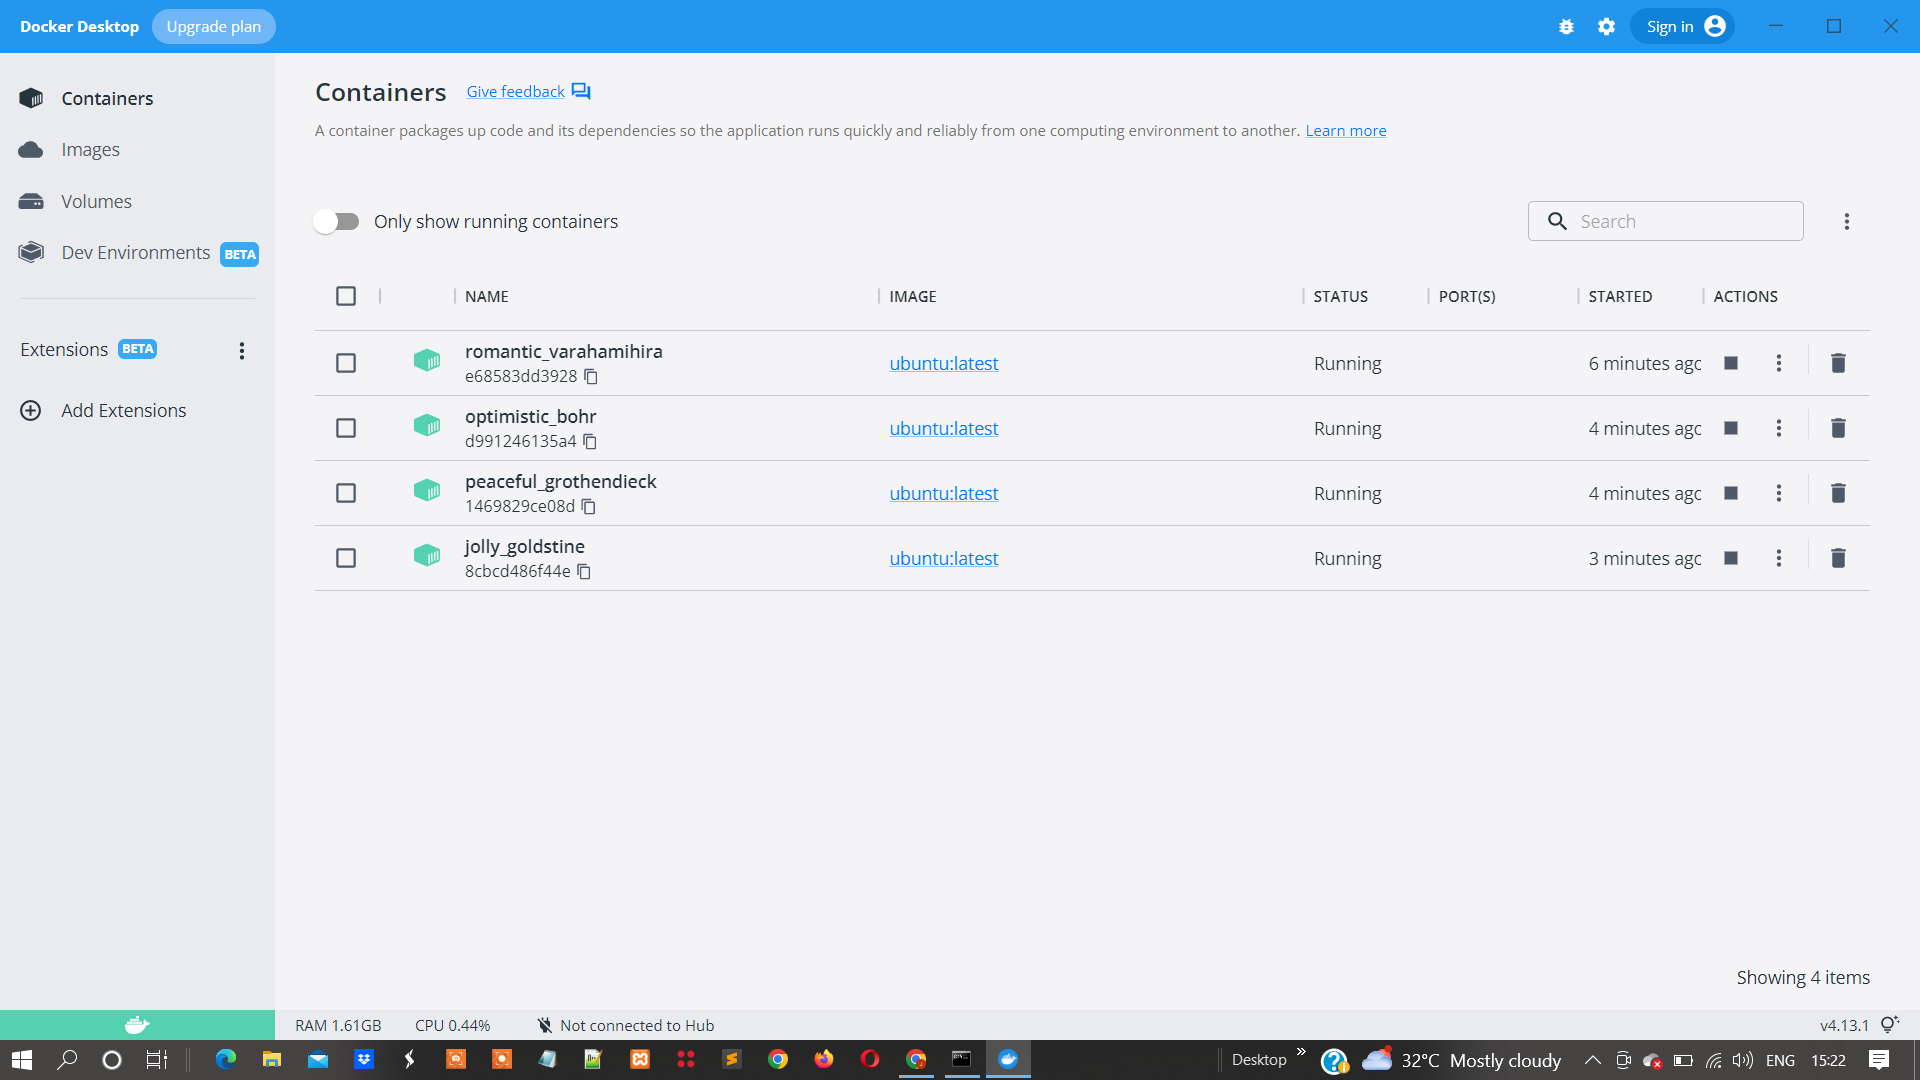 Docker Desktop Upgrade plan Sign in
Containers
Images
Volumes
Dev Environments BETA
Extensions BETA
Add Extensions
Containers Give feedback
A container packages up code and its dependencies so the application runs quickly and reliably from one computing environment to another. Learn more
Only show running containers Search
NAME IMAGE STATUS PORT(S) STARTED ACTIONS
romantic_varahamihira
e68583dd3928 ubuntu:latest Running 6 minutes agc
optimistic_bohr
d991246135a4 ubuntu:latest Running 4 minutes agc
peaceful_grothendieck
1469829ce08d ubuntu:latest Running 4 minutes agc
jolly_goldstine
8cbcd486f44e ubuntu:latest Running 3 minutes agc
Showing 4 items
RAM 1.61GB CPU 0.44% Not connected to Hub v4.13.1
Desktop 32°C Mostly cloudy ENG 15:22